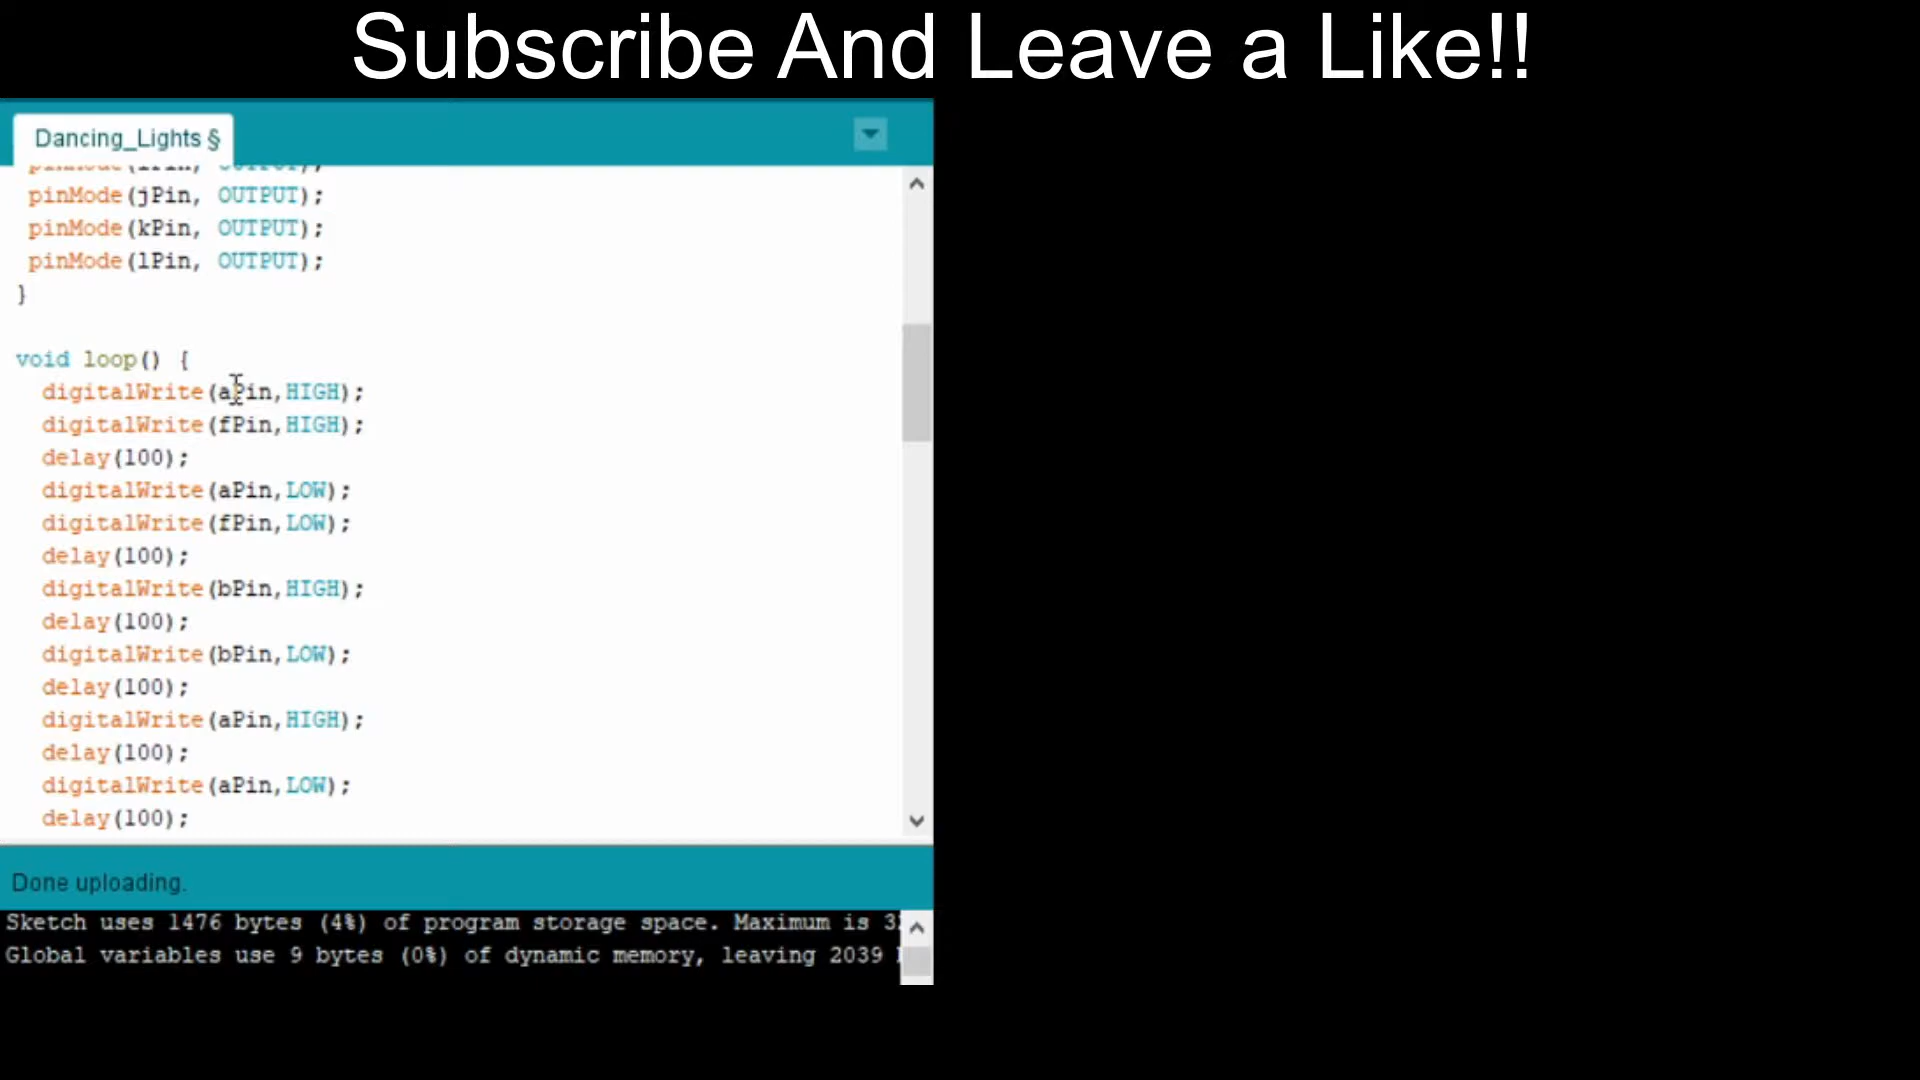 Subscribe And Leave a Like!!
Dancing_Lights §
pinMode(jPin, OUTPUT);
pinMode(kPin, OUTPUT);
pinMode(lPin, OUTPUT);
}
void loop() {
digitalWrite(aPin,HIGH);
digitalWrite(fPin,HIGH);
delay(100);
digitalWrite(aPin,LOW);
digitalWrite(fPin,LOW);
delay(100);
digitalWrite(bPin,HIGH);
delay(100);
digitalWrite(bPin,LOW);
delay(100);
digitalWrite(aPin,HIGH);
delay(100);
digitalWrite(aPin,LOW);
delay(100);
Done uploading.
Sketch uses 1476 bytes (4%) of program storage space. Maximum is
Global variables use 9 bytes (0%) of dynamic memory, leaving 2039